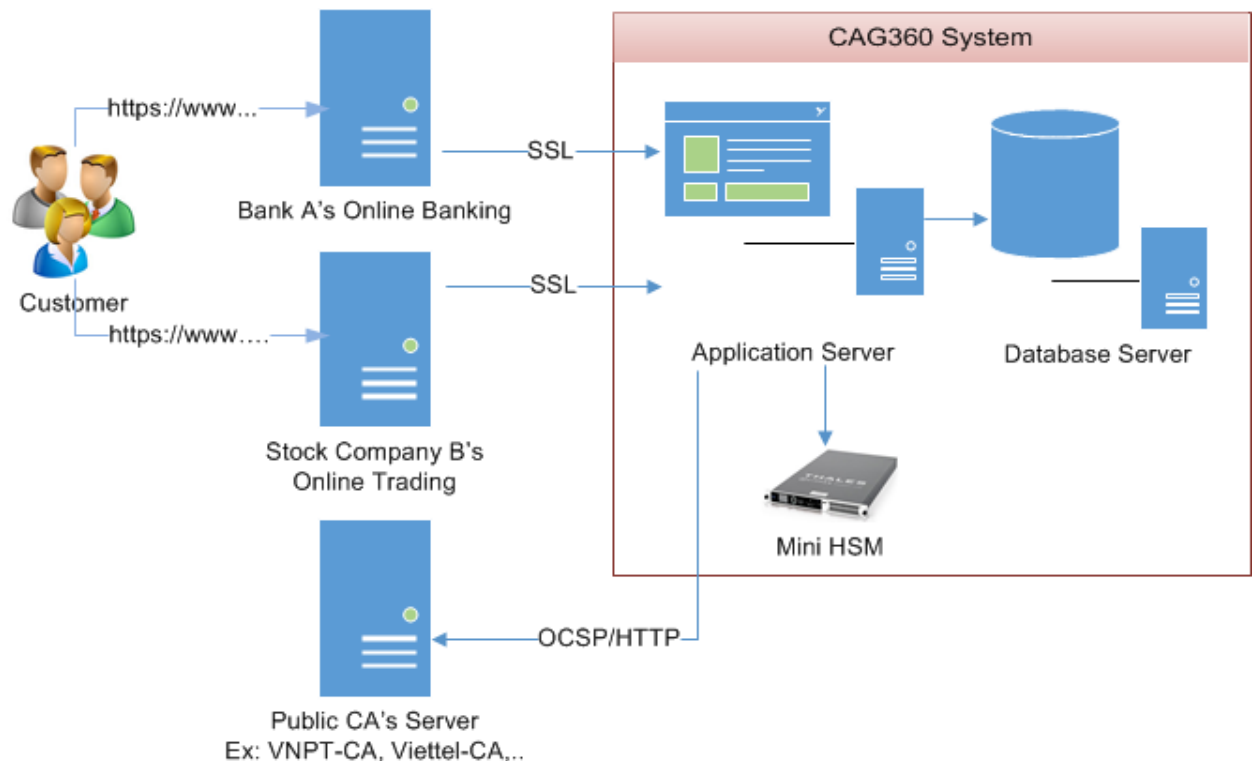 CAG360 System
https://www...
SSL
Bank A's Online Banking
Customer
https://www....
SSL
Application Server
Database Server
Stock Company B's
Online Trading
THALES
Mini HSM
OCSP/HTTP
Public CA's Server
Ex: VNPT-CA, Viettel-CA,..